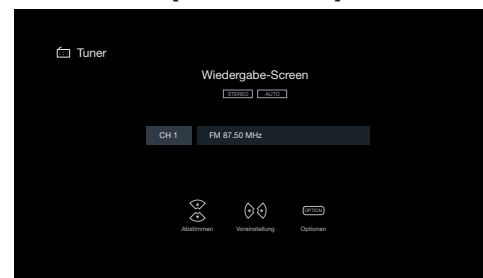 Tuner
Wiedergabe-Screen
STEREO AUTO
CH 1 FM 87.50 MHz
OPTION
Abstimmen Voreinstellung Optionen